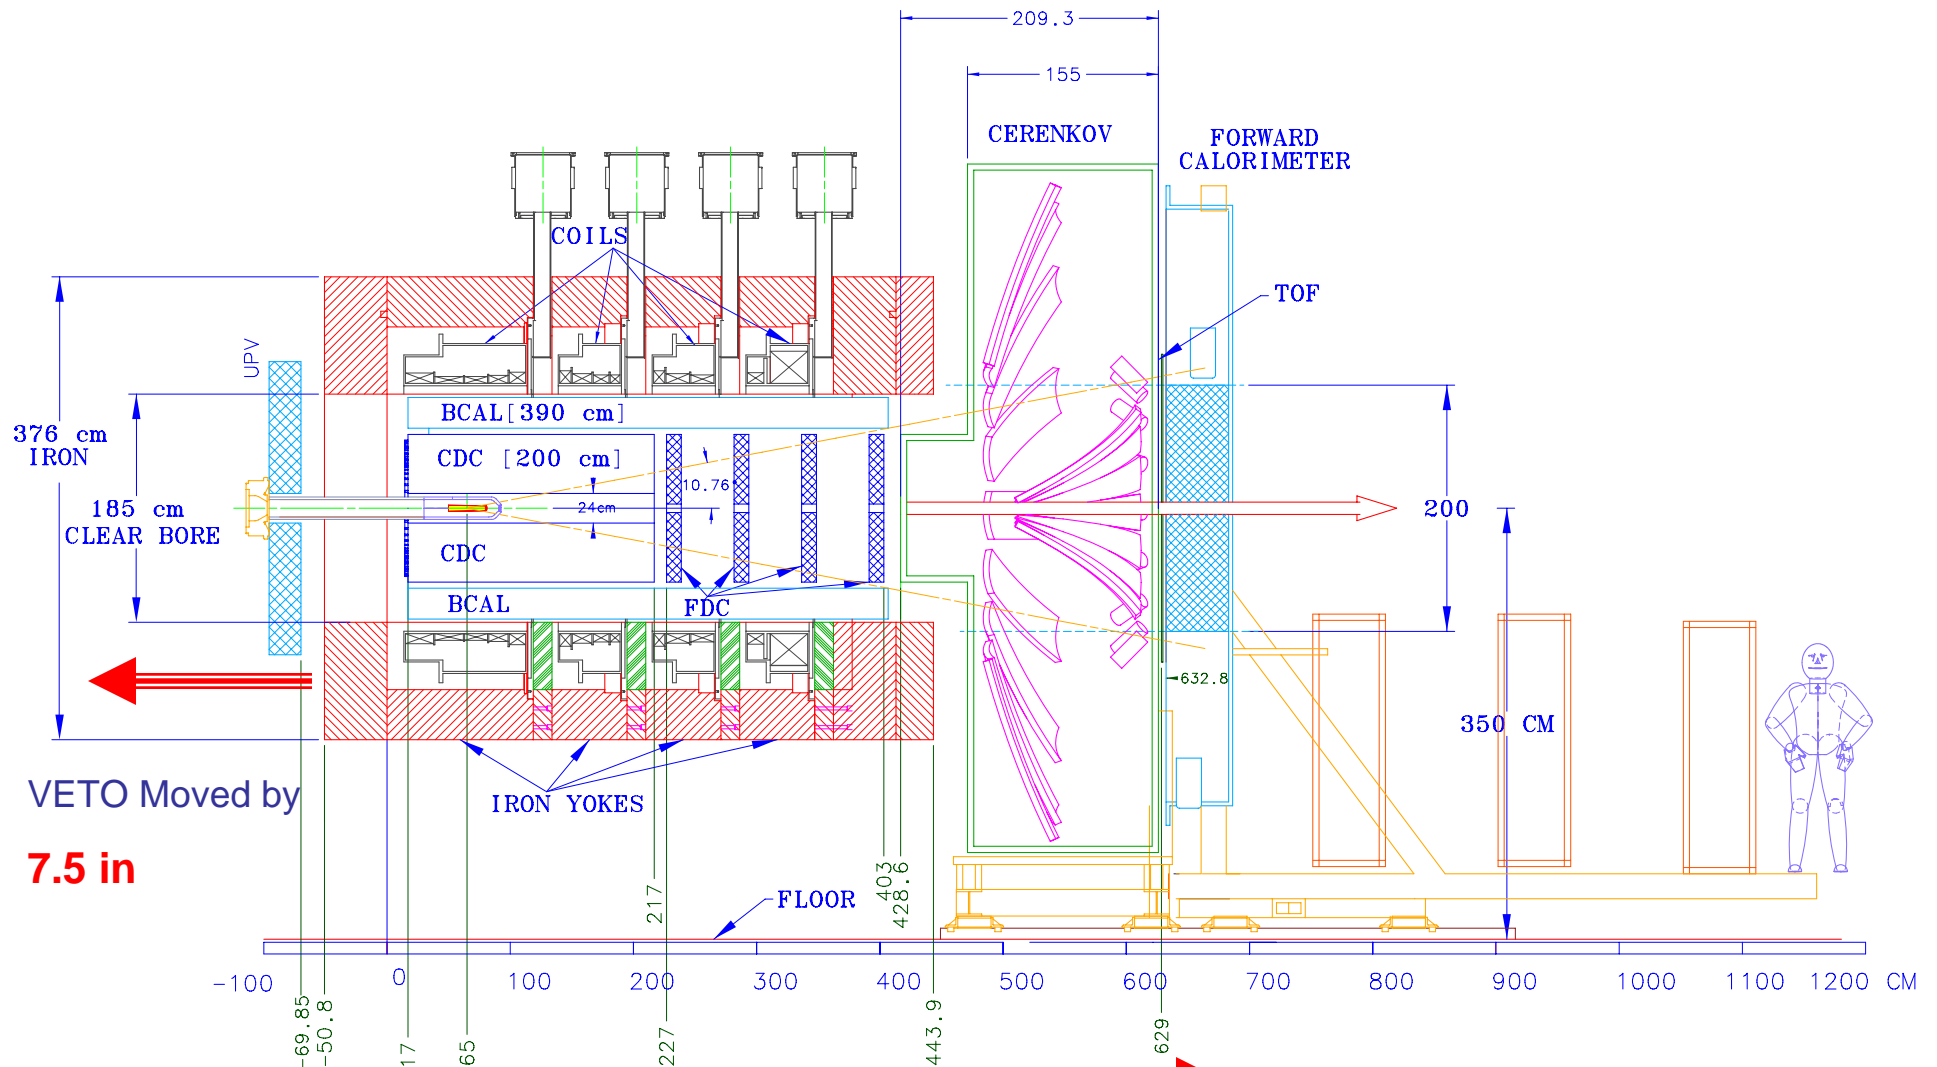 209.3
155
CERENKOV
FORWARD
CALORIMETER
COILS
TOF
UPV
BCAL[390 cm]
376 cm
IRON
CDC [200 cm]
10.76°
185 cm
CLEAR BORE
24cm
200
CDC
BCAL
FDC
632.8
350 CM
VETO Moved by
IRON YOKES
7.5 in
217
403
428.6
FLOOR
-100 0 100 200 300 400 500 600 700 800 900 1000 1100 1200 CM
-69.85
-50.8
17
65
227
443.9
629